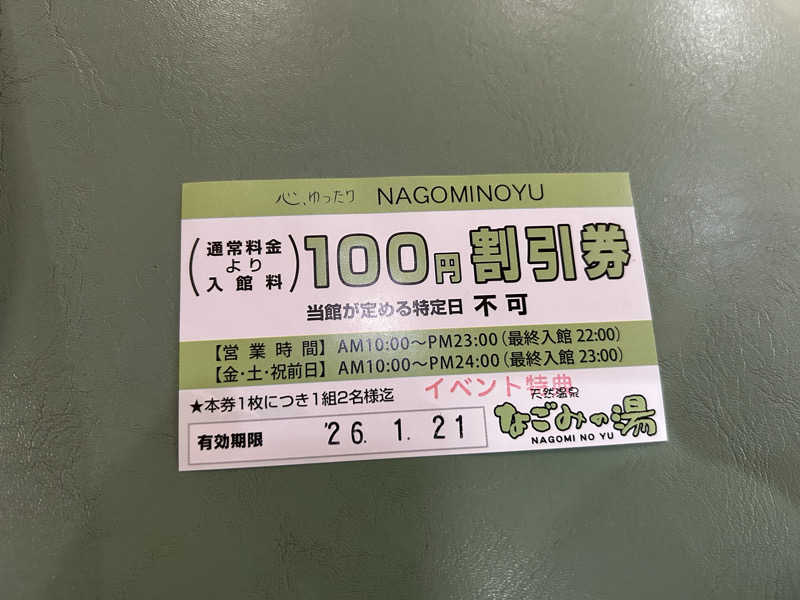 心、ゆったり NAGOMINOYU
(通常料金より入館料) 100円割引券
当館が定める特定日 不可
【営業時間】AM10:00〜PM23:00(最終入館22:00)
【金・土・祝前日】AM10:00〜PM24:00(最終入館23:00)
★本券1枚につき1組2名様迄
イベント特典
有効期限 '26. 1. 21
天然温泉
なごみの湯
NAGOMI NO YU